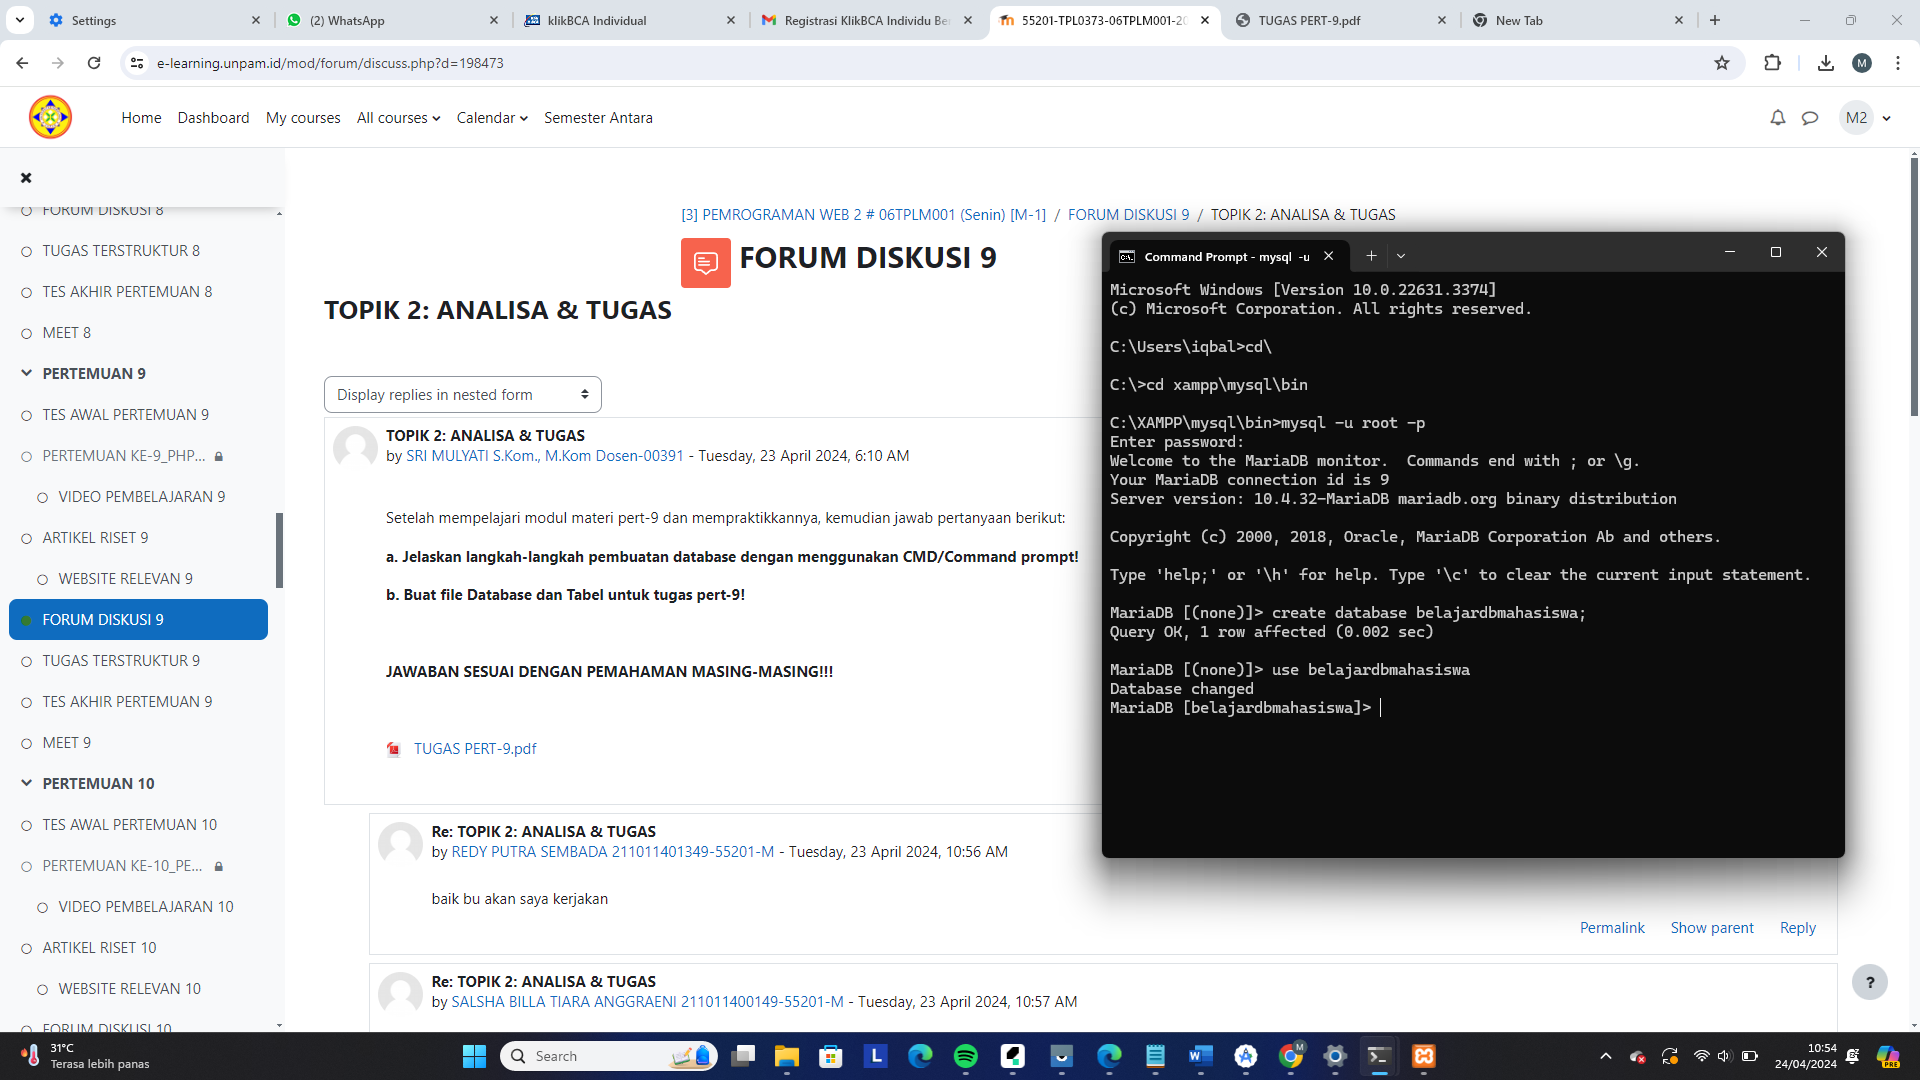 Settings
(2) WhatsApp
klikBCA Individual
Registrasi KlikBCA Individu Be
55201-TPL0373-06TPLM001-20
TUGAS PERT-9.pdf
New Tab
e-learning.unpam.id/mod/forum/discuss.php?d=198473
M
Home
Dashboard
My courses
All courses
Calendar
Semester Antara
M2
FORUM DISKUSI 8
TUGAS TERSTRUKTUR 8
TES AKHIR PERTEMUAN 8
MEET 8
PERTEMUAN 9
TES AWAL PERTEMUAN 9
PERTEMUAN KE-9_PHP...
VIDEO PEMBELAJARAN 9
ARTIKEL RISET 9
WEBSITE RELEVAN 9
FORUM DISKUSI 9
TUGAS TERSTRUKTUR 9
TES AKHIR PERTEMUAN 9
MEET 9
PERTEMUAN 10
TES AWAL PERTEMUAN 10
PERTEMUAN KE-10_PE...
VIDEO PEMBELAJARAN 10
ARTIKEL RISET 10
WEBSITE RELEVAN 10
FORUM DISKUSI 10
[3] PEMROGRAMAN WEB 2 # 06TPLM001 (Senin) [M-1] / FORUM DISKUSI 9 / TOPIK 2: ANALISA & TUGAS
FORUM DISKUSI 9
TOPIK 2: ANALISA & TUGAS
Display replies in nested form
TOPIK 2: ANALISA & TUGAS
by SRI MULYATI S.Kom., M.Kom Dosen-00391 - Tuesday, 23 April 2024, 6:10 AM
Setelah mempelajari modul materi pert-9 dan mempraktikkannya, kemudian jawab pertanyaan berikut:
a. Jelaskan langkah-langkah pembuatan database dengan menggunakan CMD/Command prompt!
b. Buat file Database dan Tabel untuk tugas pert-9!
JAWABAN SESUAI DENGAN PEMAHAMAN MASING-MASING!!!
TUGAS PERT-9.pdf
Re: TOPIK 2: ANALISA & TUGAS
by REDY PUTRA SEMBADA 211011401349-55201-M - Tuesday, 23 April 2024, 10:56 AM
baik bu akan saya kerjakan
Permalink
Show parent
Reply
Re: TOPIK 2: ANALISA & TUGAS
by SALSHA BILLA TIARA ANGGRAENI 211011400149-55201-M - Tuesday, 23 April 2024, 10:57 AM
?
Command Prompt - mysql -u
Microsoft Windows [Version 10.0.22631.3374]
(c) Microsoft Corporation. All rights reserved.
C:\Users\iqbal>cd\
C:\>cd xampp\mysql\bin
C:\XAMPP\mysql\bin>mysql -u root -p
Enter password:
Welcome to the MariaDB monitor.  Commands end with ; or \g.
Your MariaDB connection id is 9
Server version: 10.4.32-MariaDB mariadb.org binary distribution
Copyright (c) 2000, 2018, Oracle, MariaDB Corporation Ab and others.
Type 'help;' or '\h' for help. Type '\c' to clear the current input statement.
MariaDB [(none)]> create database belajardbmahasiswa;
Query OK, 1 row affected (0.002 sec)
MariaDB [(none)]> use belajardbmahasiswa
Database changed
MariaDB [belajardbmahasiswa]>
31°C
Terasa lebih panas
Search
L
M
10:54
24/04/2024
PRE